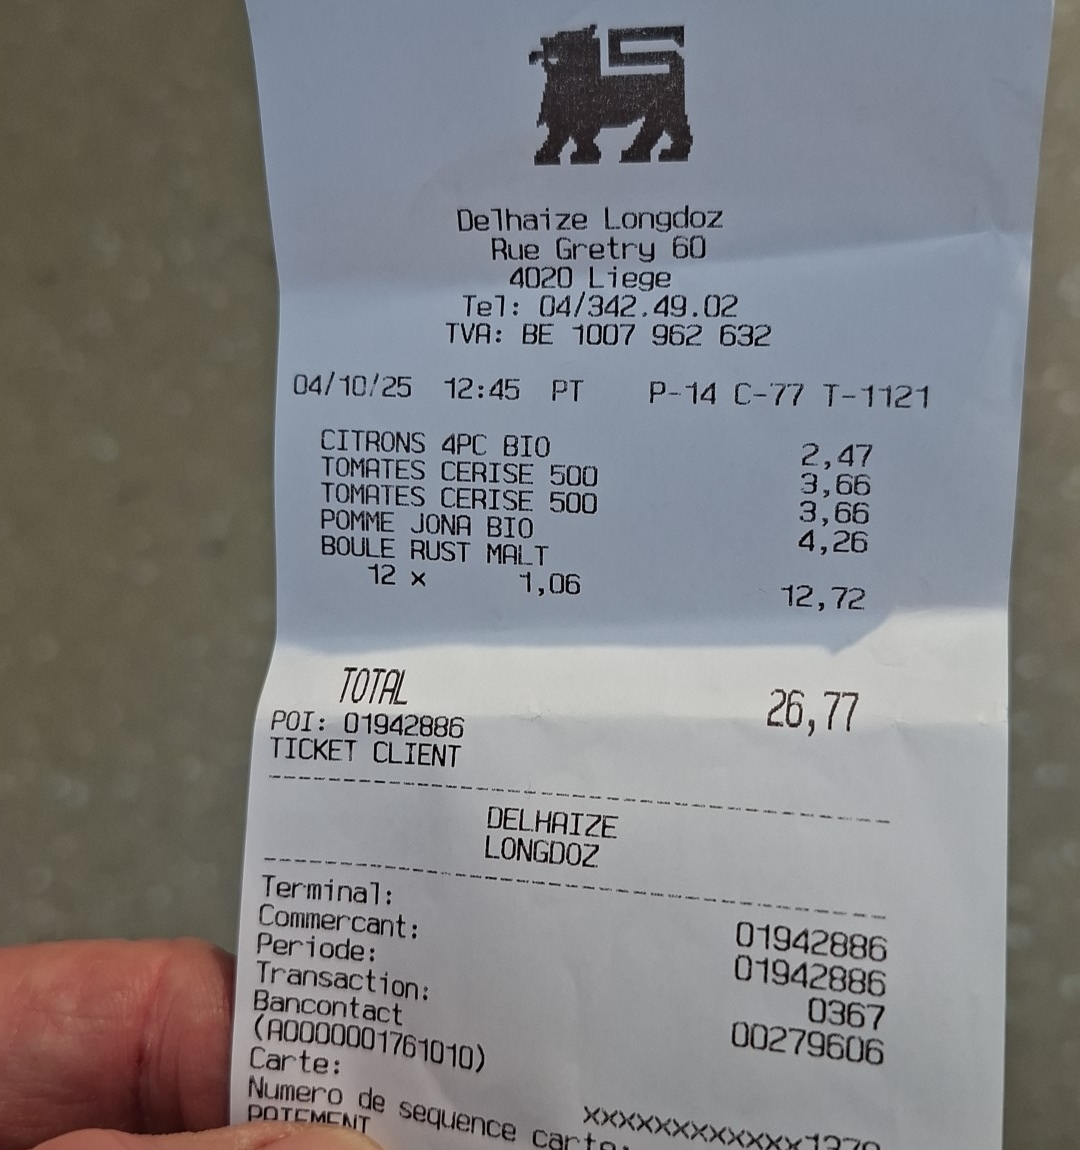 Delhaize Longdoz
Rue Gretry 60
4020 Liege
Tel: 04/342.49.02
TVA: BE 1007 962 632
04/10/25 12:45 PT P-14 C-77 T-1121
CITRONS 4PC BIO 2,47
TOMATES CERISE 500 3,66
TOMATES CERISE 500 3,66
POMME JONA BIO 4,26
BOULE RUST MALT
12 x 1,06 12,72
TOTAL 26,77
POI: 01942886
TICKET CLIENT
DELHAIZE
LONGDOZ
Terminal: 01942886
Commercant: 01942886
Periode: 0367
Transaction: 00279606
Bancontact
(A0000001761010)
Carte: xxxxxxxxxxxxx1279
Numero de sequence carte:
PAIEMENT